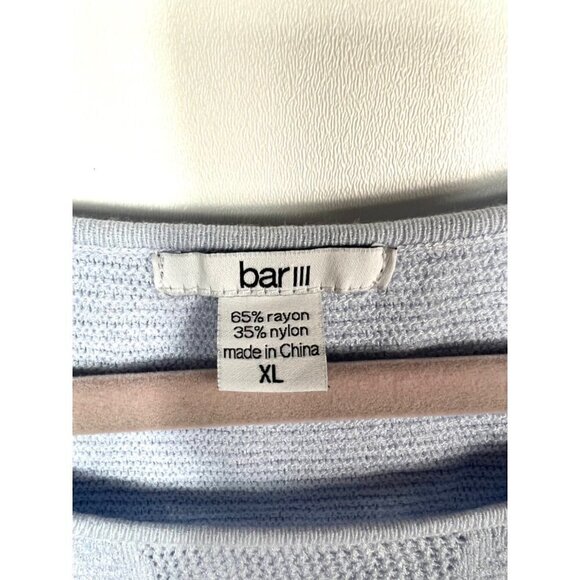 bar III
65% rayon
35% nylon
made in China
XL